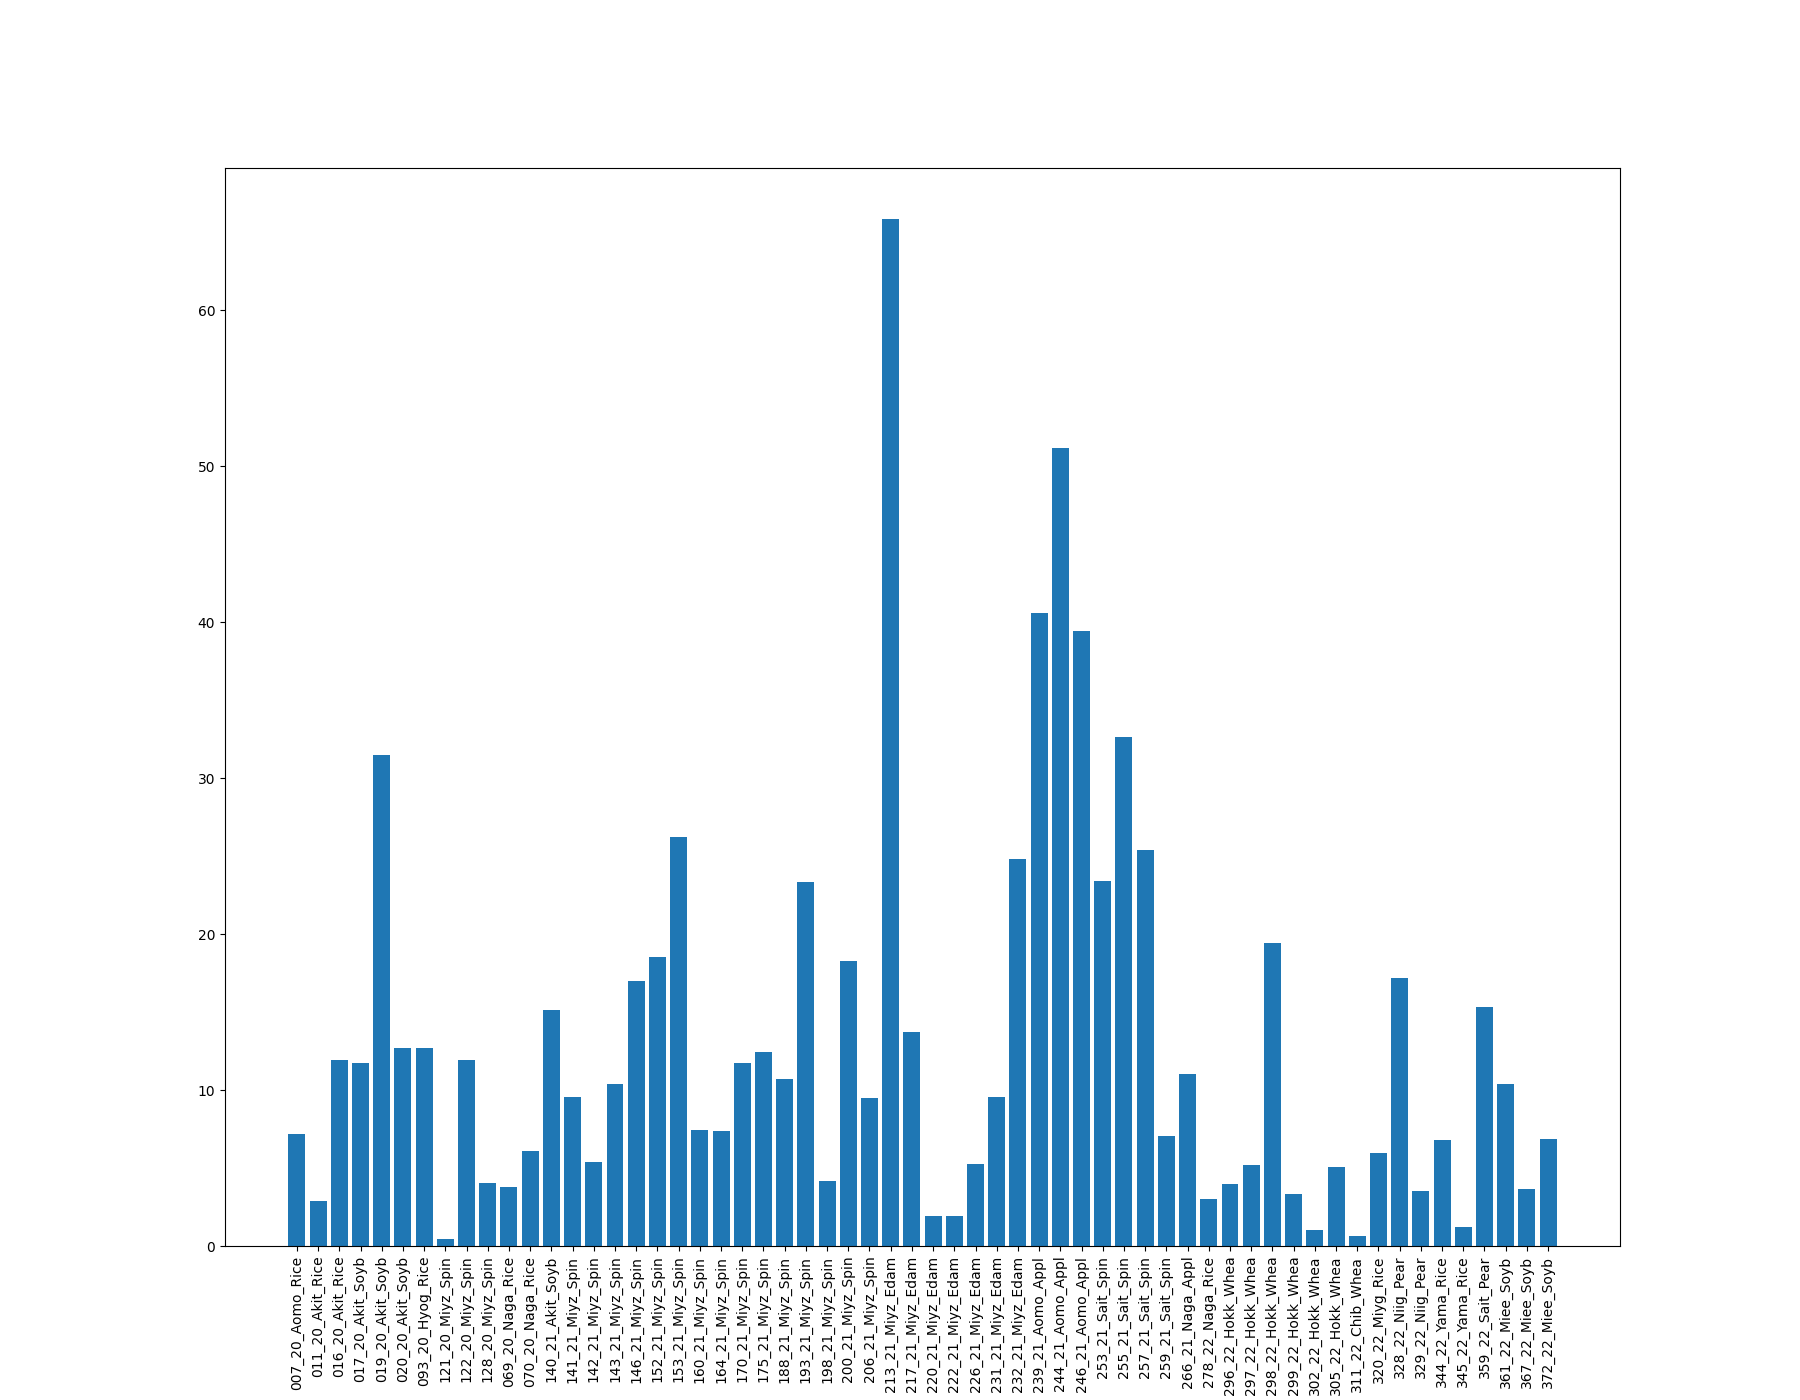 60
50
40
30
20
10
0
007_20_Aomo_Rice
011_20_Akit_Rice
016_20_Akit_Rice
017_20_Akit_Soyb
019_20_Akit_Soyb
020_20_Akit_Soyb
093_20_Hyog_Rice
121_20_Miyz_Spin
122_20_Miyz_Spin
128_20_Miyz_Spin
069_20_Naga_Rice
070_20_Naga_Rice
140_21_Akit_Soyb
141_21_Miyz_Spin
142_21_Miyz_Spin
143_21_Miyz_Spin
146_21_Miyz_Spin
152_21_Miyz_Spin
153_21_Miyz_Spin
160_21_Miyz_Spin
164_21_Miyz_Spin
170_21_Miyz_Spin
175_21_Miyz_Spin
188_21_Miyz_Spin
193_21_Miyz_Spin
198_21_Miyz_Spin
200_21_Miyz_Spin
206_21_Miyz_Spin
213_21_Miyz_Edam
217_21_Miyz_Edam
220_21_Miyz_Edam
222_21_Miyz_Edam
226_21_Miyz_Edam
231_21_Miyz_Edam
232_21_Miyz_Edam
239_21_Aomo_Appl
244_21_Aomo_Appl
246_21_Aomo_Appl
253_21_Sait_Spin
255_21_Sait_Spin
257_21_Sait_Spin
259_21_Sait_Spin
266_21_Naga_Appl
278_22_Naga_Rice
296_22_Hokk_Whea
297_22_Hokk_Whea
298_22_Hokk_Whea
299_22_Hokk_Whea
302_22_Hokk_Whea
305_22_Hokk_Whea
311_22_Chib_Whea
320_22_Miyg_Rice
328_22_Niig_Pear
329_22_Niig_Pear
344_22_Yama_Rice
345_22_Yama_Rice
359_22_Sait_Pear
361_22_Miee_Soyb
367_22_Miee_Soyb
372_22_Miee_Soyb